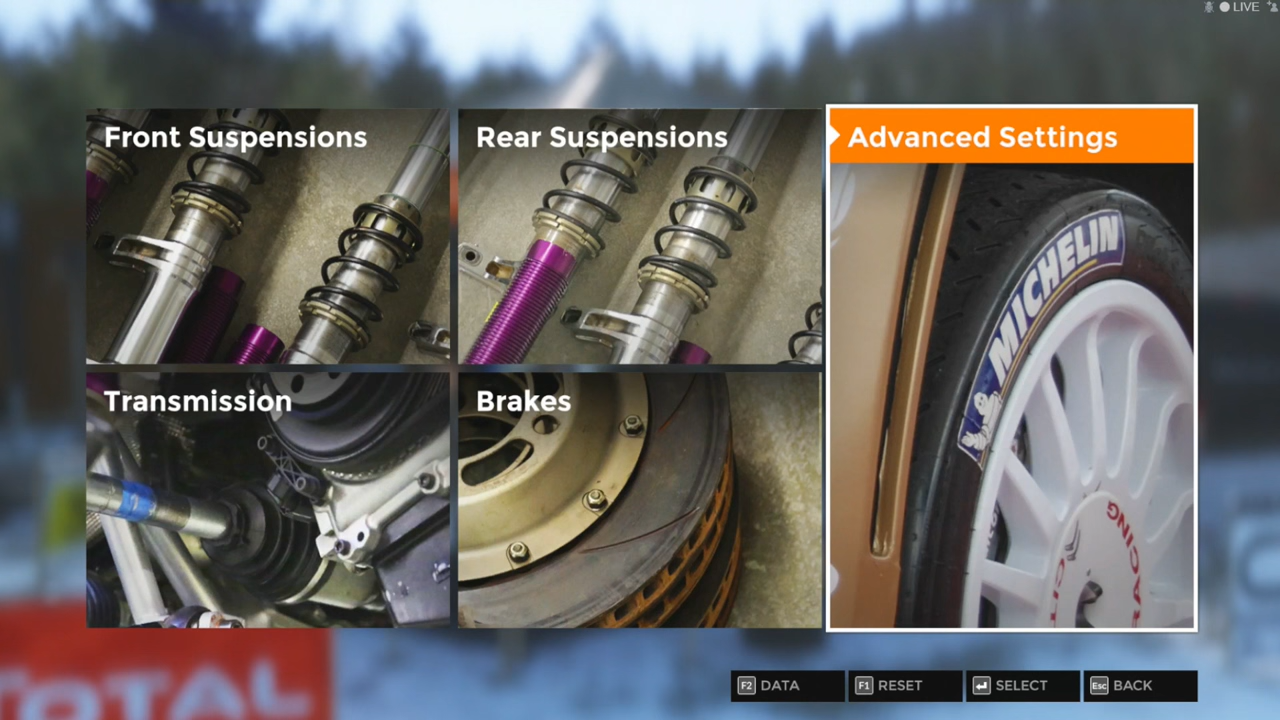 LIVE
Front Suspensions
Rear Suspensions
Advanced Settings
MICHELIN
Transmission
Brakes
RACING
TOTAL
F2 DATA
F1 RESET
SELECT
Esc BACK